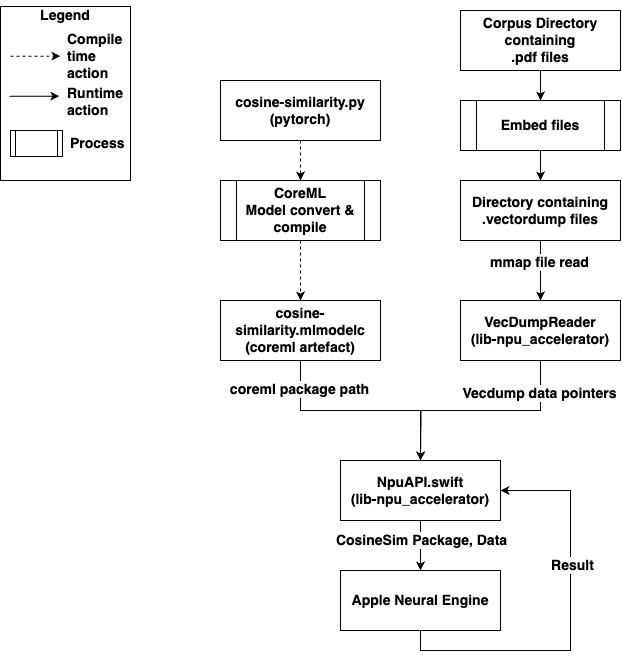 Legend
Compile
time
action
Runtime
action
Process
Corpus Directory
containing
.pdf files
cosine-similarity.py
(pytorch)
Embed files
CoreML
Model convert &
compile
Directory containing
.vectordump files
mmap file read
cosine-
similarity.mlmodelc
(coreml artefact)
VecDumpReader
(lib-npu_accelerator)
coreml package path
Vecdump data pointers
NpuAPI.swift
(lib-npu_accelerator)
CosineSim Package, Data
Result
Apple Neural Engine